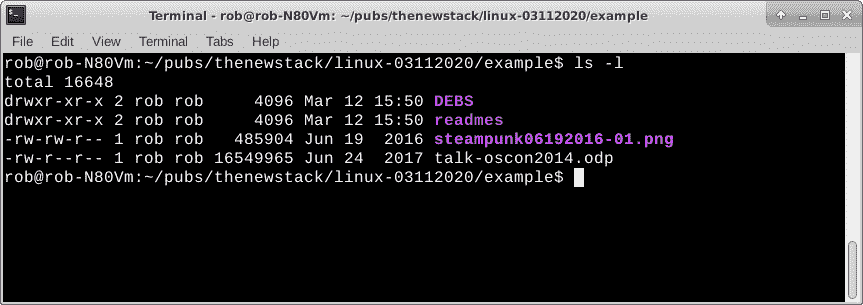 Terminal - rob@rob-N80Vm: ~/pubs/thenewstack/linux-03112020/example
File Edit View Terminal Tabs Help
rob@rob-N80Vm:~/pubs/thenewstack/linux-03112020/example$ ls -l
total 16648
drwxr-xr-x 2 rob rob     4096 Mar 12 15:50 DEBS
drwxr-xr-x 2 rob rob     4096 Mar 12 15:50 readmes
-rw-rw-r-- 1 rob rob   485904 Jun 19  2016 steampunk06192016-01.png
-rw-r--r-- 1 rob rob 16549965 Jun 24  2017 talk-oscon2014.odp
rob@rob-N80Vm:~/pubs/thenewstack/linux-03112020/example$